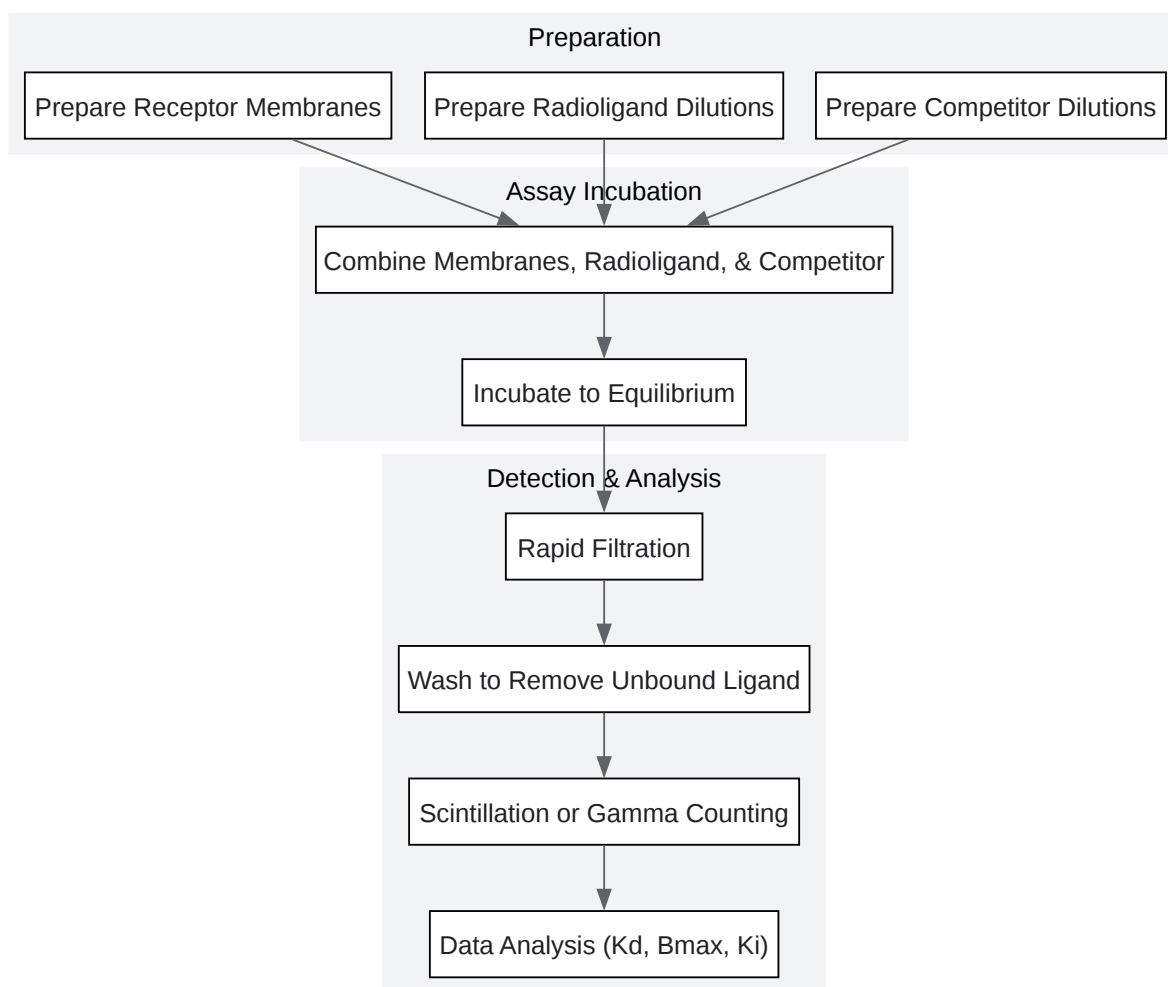 Preparation
Prepare Receptor Membranes
Prepare Radioligand Dilutions
Prepare Competitor Dilutions
Assay Incubation
Combine Membranes, Radioligand, & Competitor
Incubate to Equilibrium
Detection & Analysis
Rapid Filtration
Wash to Remove Unbound Ligand
Scintillation or Gamma Counting
Data Analysis (Kd, Bmax, Ki)